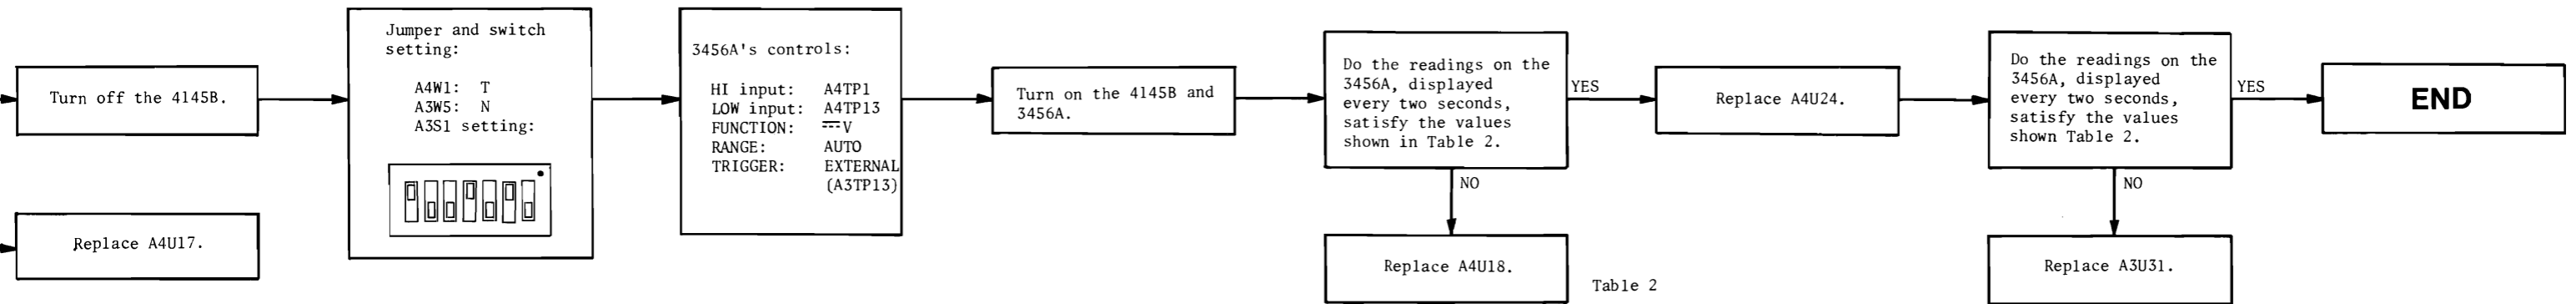 Turn off the 4145B.
Replace A4U17.
Jumper and switch
setting:
A4W1: T
A3W5: N
A3S1 setting:
3456A's controls:
HI input: A4TP1
LOW input: A4TP13
FUNCTION: ⎓V
RANGE: AUTO
TRIGGER: EXTERNAL
(A3TP13)
Turn on the 4145B and
3456A.
Do the readings on the
3456A, displayed
every two seconds,
satisfy the values
shown in Table 2.
YES
NO
Replace A4U18.
Table 2
Replace A4U24.
Do the readings on the
3456A, displayed
every two seconds,
satisfy the values
shown Table 2.
YES
NO
Replace A3U31.
END